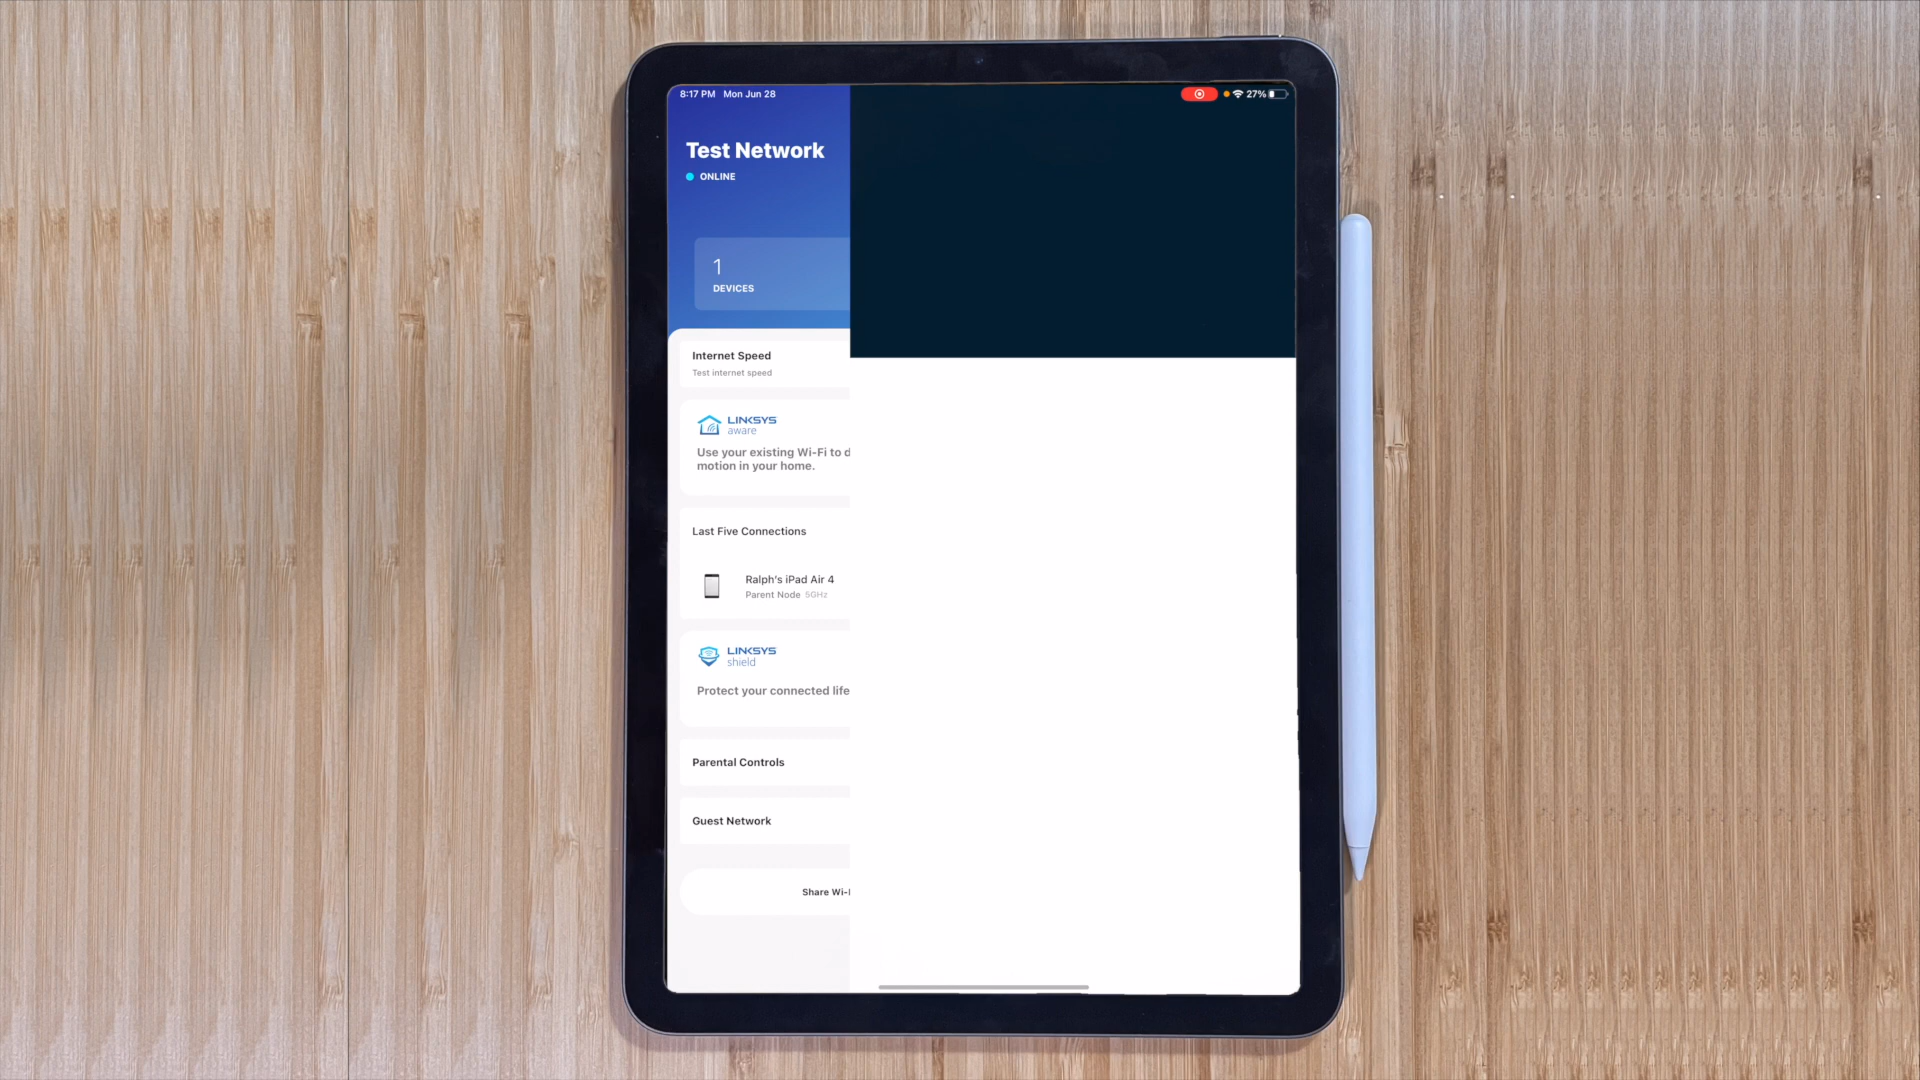 8:17 PM Mon Jun 28
27%
Test Network
ONLINE
1
DEVICES
Internet Speed
Test internet speed
LINKSYS
aware
Use your existing Wi-Fi to d
motion in your home.
Last Five Connections
Ralph's iPad Air 4
Parent Node 5GHz
LINKSYS
shield
Protect your connected life
Parental Controls
Guest Network
Share Wi-